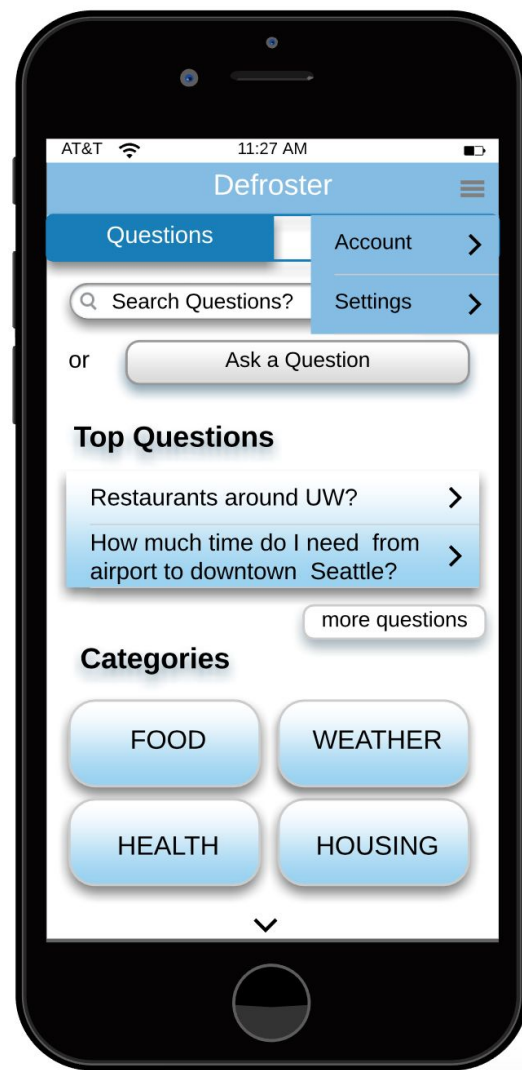 AT&T 11:27 AM
Defroster
Questions
Account
Search Questions?
Settings
or Ask a Question
Top Questions
Restaurants around UW?
How much time do I need from
airport to downtown Seattle?
more questions
Categories
FOOD WEATHER
HEALTH HOUSING